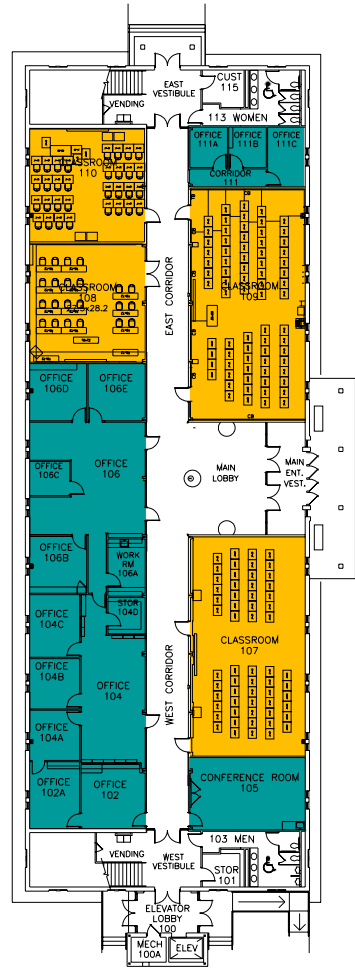 CUST
115
EAST
VESTIBULE
VENDING
113 WOMEN
OFFICE
111A
OFFICE
111B
OFFICE
111C
CORRIDOR
111
CLASSROOM
110
CLASSROOM
108
CLASSROOM
109
EAST CORRIDOR
OFFICE
106D
OFFICE
106E
OFFICE
106
OFFICE
106C
MAIN
LOBBY
MAIN
ENT.
VEST.
OFFICE
106B
WORK
RM
106A
STOR
104D
OFFICE
104C
OFFICE
104B
OFFICE
104
OFFICE
104A
WEST CORRIDOR
CLASSROOM
107
OFFICE
102A
OFFICE
102
CONFERENCE ROOM
105
103 MEN
VENDING
WEST
VESTIBULE
STOR
101
ELEVATOR
LOBBY
100
MECH
100A
ELEV